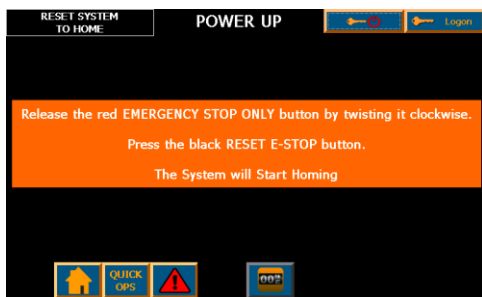 RESET SYSTEM
TO HOME
POWER UP
Logon
Release the red EMERGENCY STOP ONLY button by twisting it clockwise.
Press the black RESET E-STOP button.
The System will Start Homing
QUICK
OPS
002